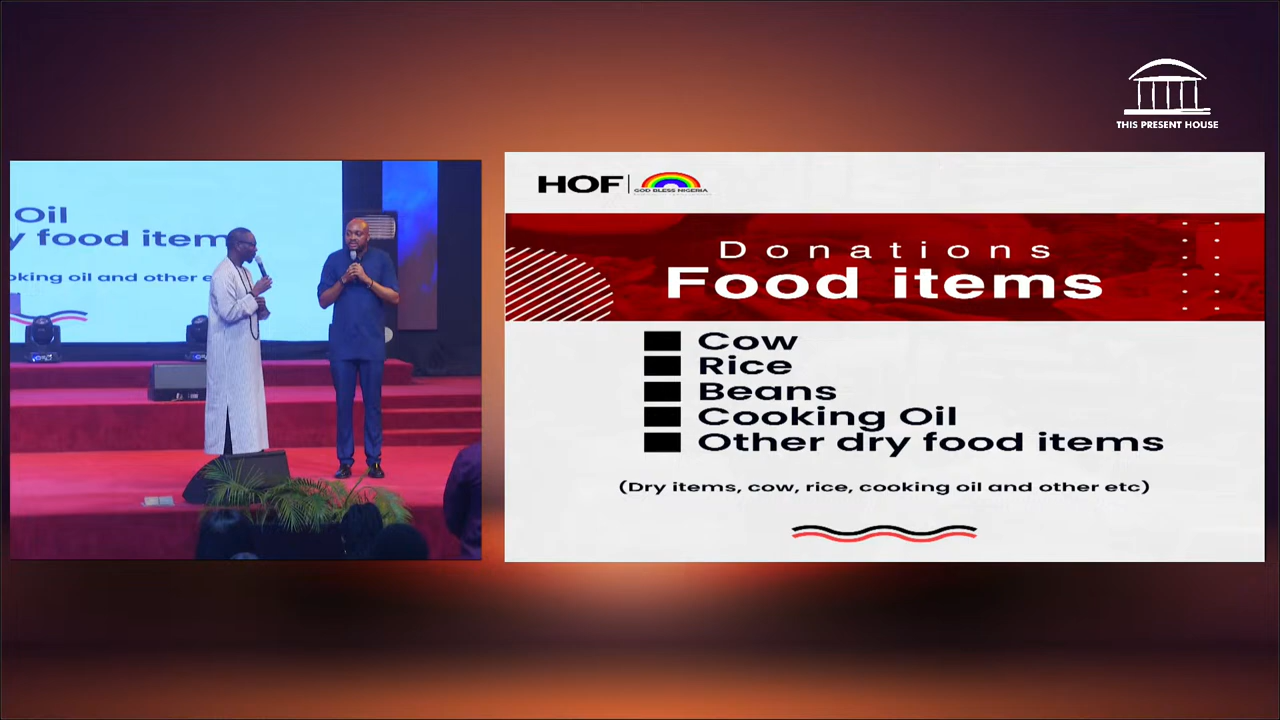 THIS PRESENT HOUSE
HOF
GOD BLESS NIGERIA
Donations
Food items
Cow
Rice
Beans
Cooking Oil
Other dry food items
(Dry items, cow, rice, cooking oil and other etc)
Oil
y food item
oking oil and other e